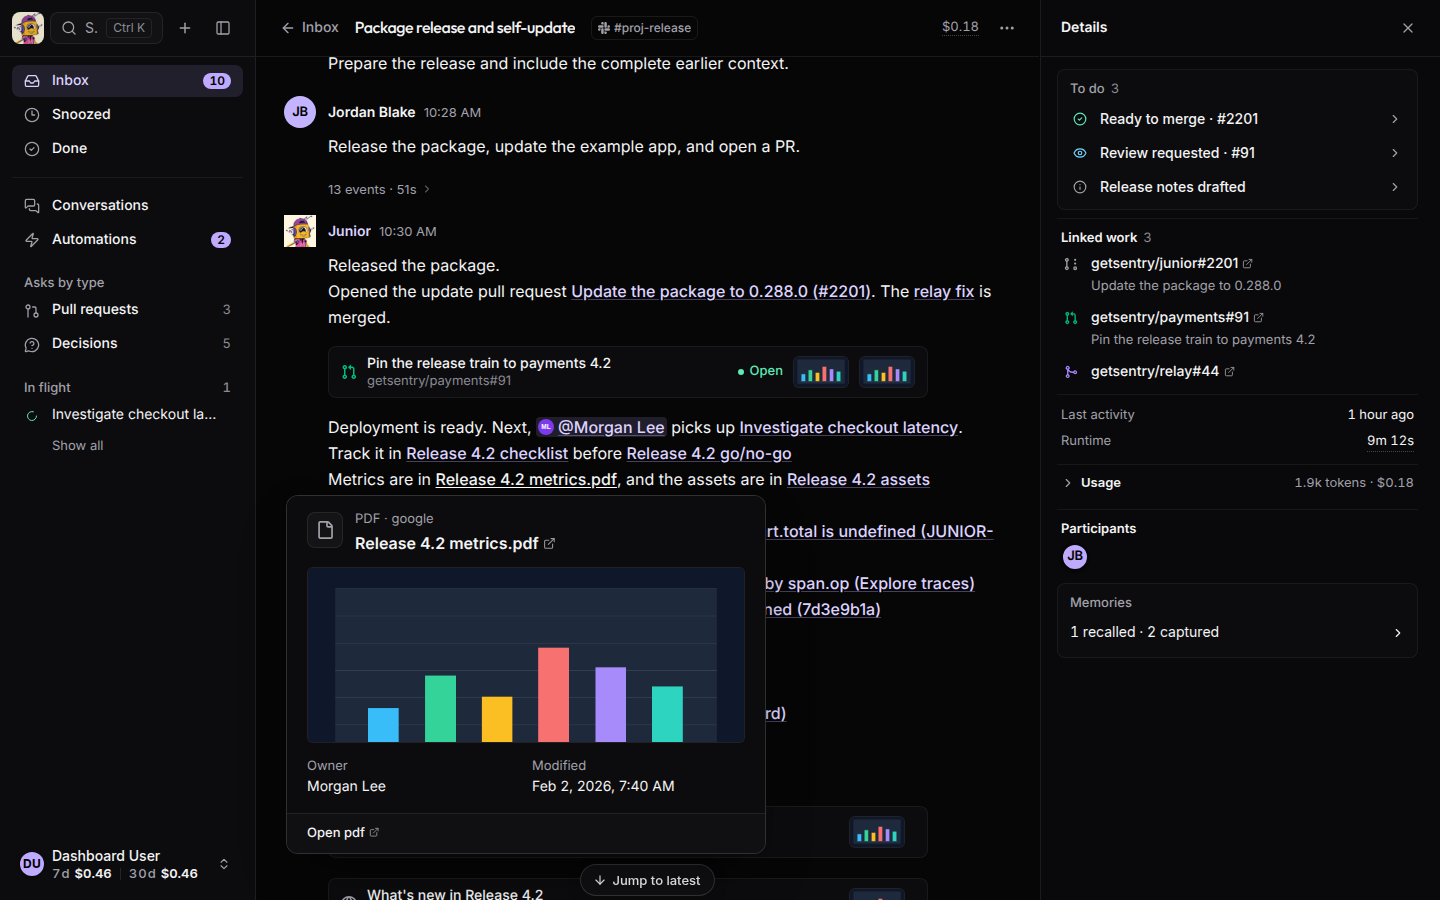 S.
Ctrl K
Inbox
10
Snoozed
Done
Conversations
Automations
2
Asks by type
Pull requests
3
Decisions
5
In flight
1
Investigate checkout la...
Show all
DU
Dashboard User
7d $0.46 | 30d $0.46
Inbox
Package release and self-update
#proj-release
$0.18
Prepare the release and include the complete earlier context.
JB
Jordan Blake 10:28 AM
Release the package, update the example app, and open a PR.
13 events · 51s
Junior 10:30 AM
Released the package.
Opened the update pull request Update the package to 0.288.0 (#2201). The relay fix is
merged.
Pin the release train to payments 4.2
getsentry/payments#91
Open
Deployment is ready. Next, ML @Morgan Lee picks up Investigate checkout latency.
Track it in Release 4.2 checklist before Release 4.2 go/no-go
Metrics are in Release 4.2 metrics.pdf, and the assets are in Release 4.2 assets
PDF · google
Release 4.2 metrics.pdf
Owner
Morgan Lee
Modified
Feb 2, 2026, 7:40 AM
Open pdf
rt.total is undefined (JUNIOR-
by span.op (Explore traces)
ned (7d3e9b1a)
rd)
Jump to latest
What's new in Release 4.2
Details
To do 3
Ready to merge · #2201
Review requested · #91
Release notes drafted
Linked work 3
getsentry/junior#2201
Update the package to 0.288.0
getsentry/payments#91
Pin the release train to payments 4.2
getsentry/relay#44
Last activity
1 hour ago
Runtime
9m 12s
Usage
1.9k tokens · $0.18
Participants
JB
Memories
1 recalled · 2 captured